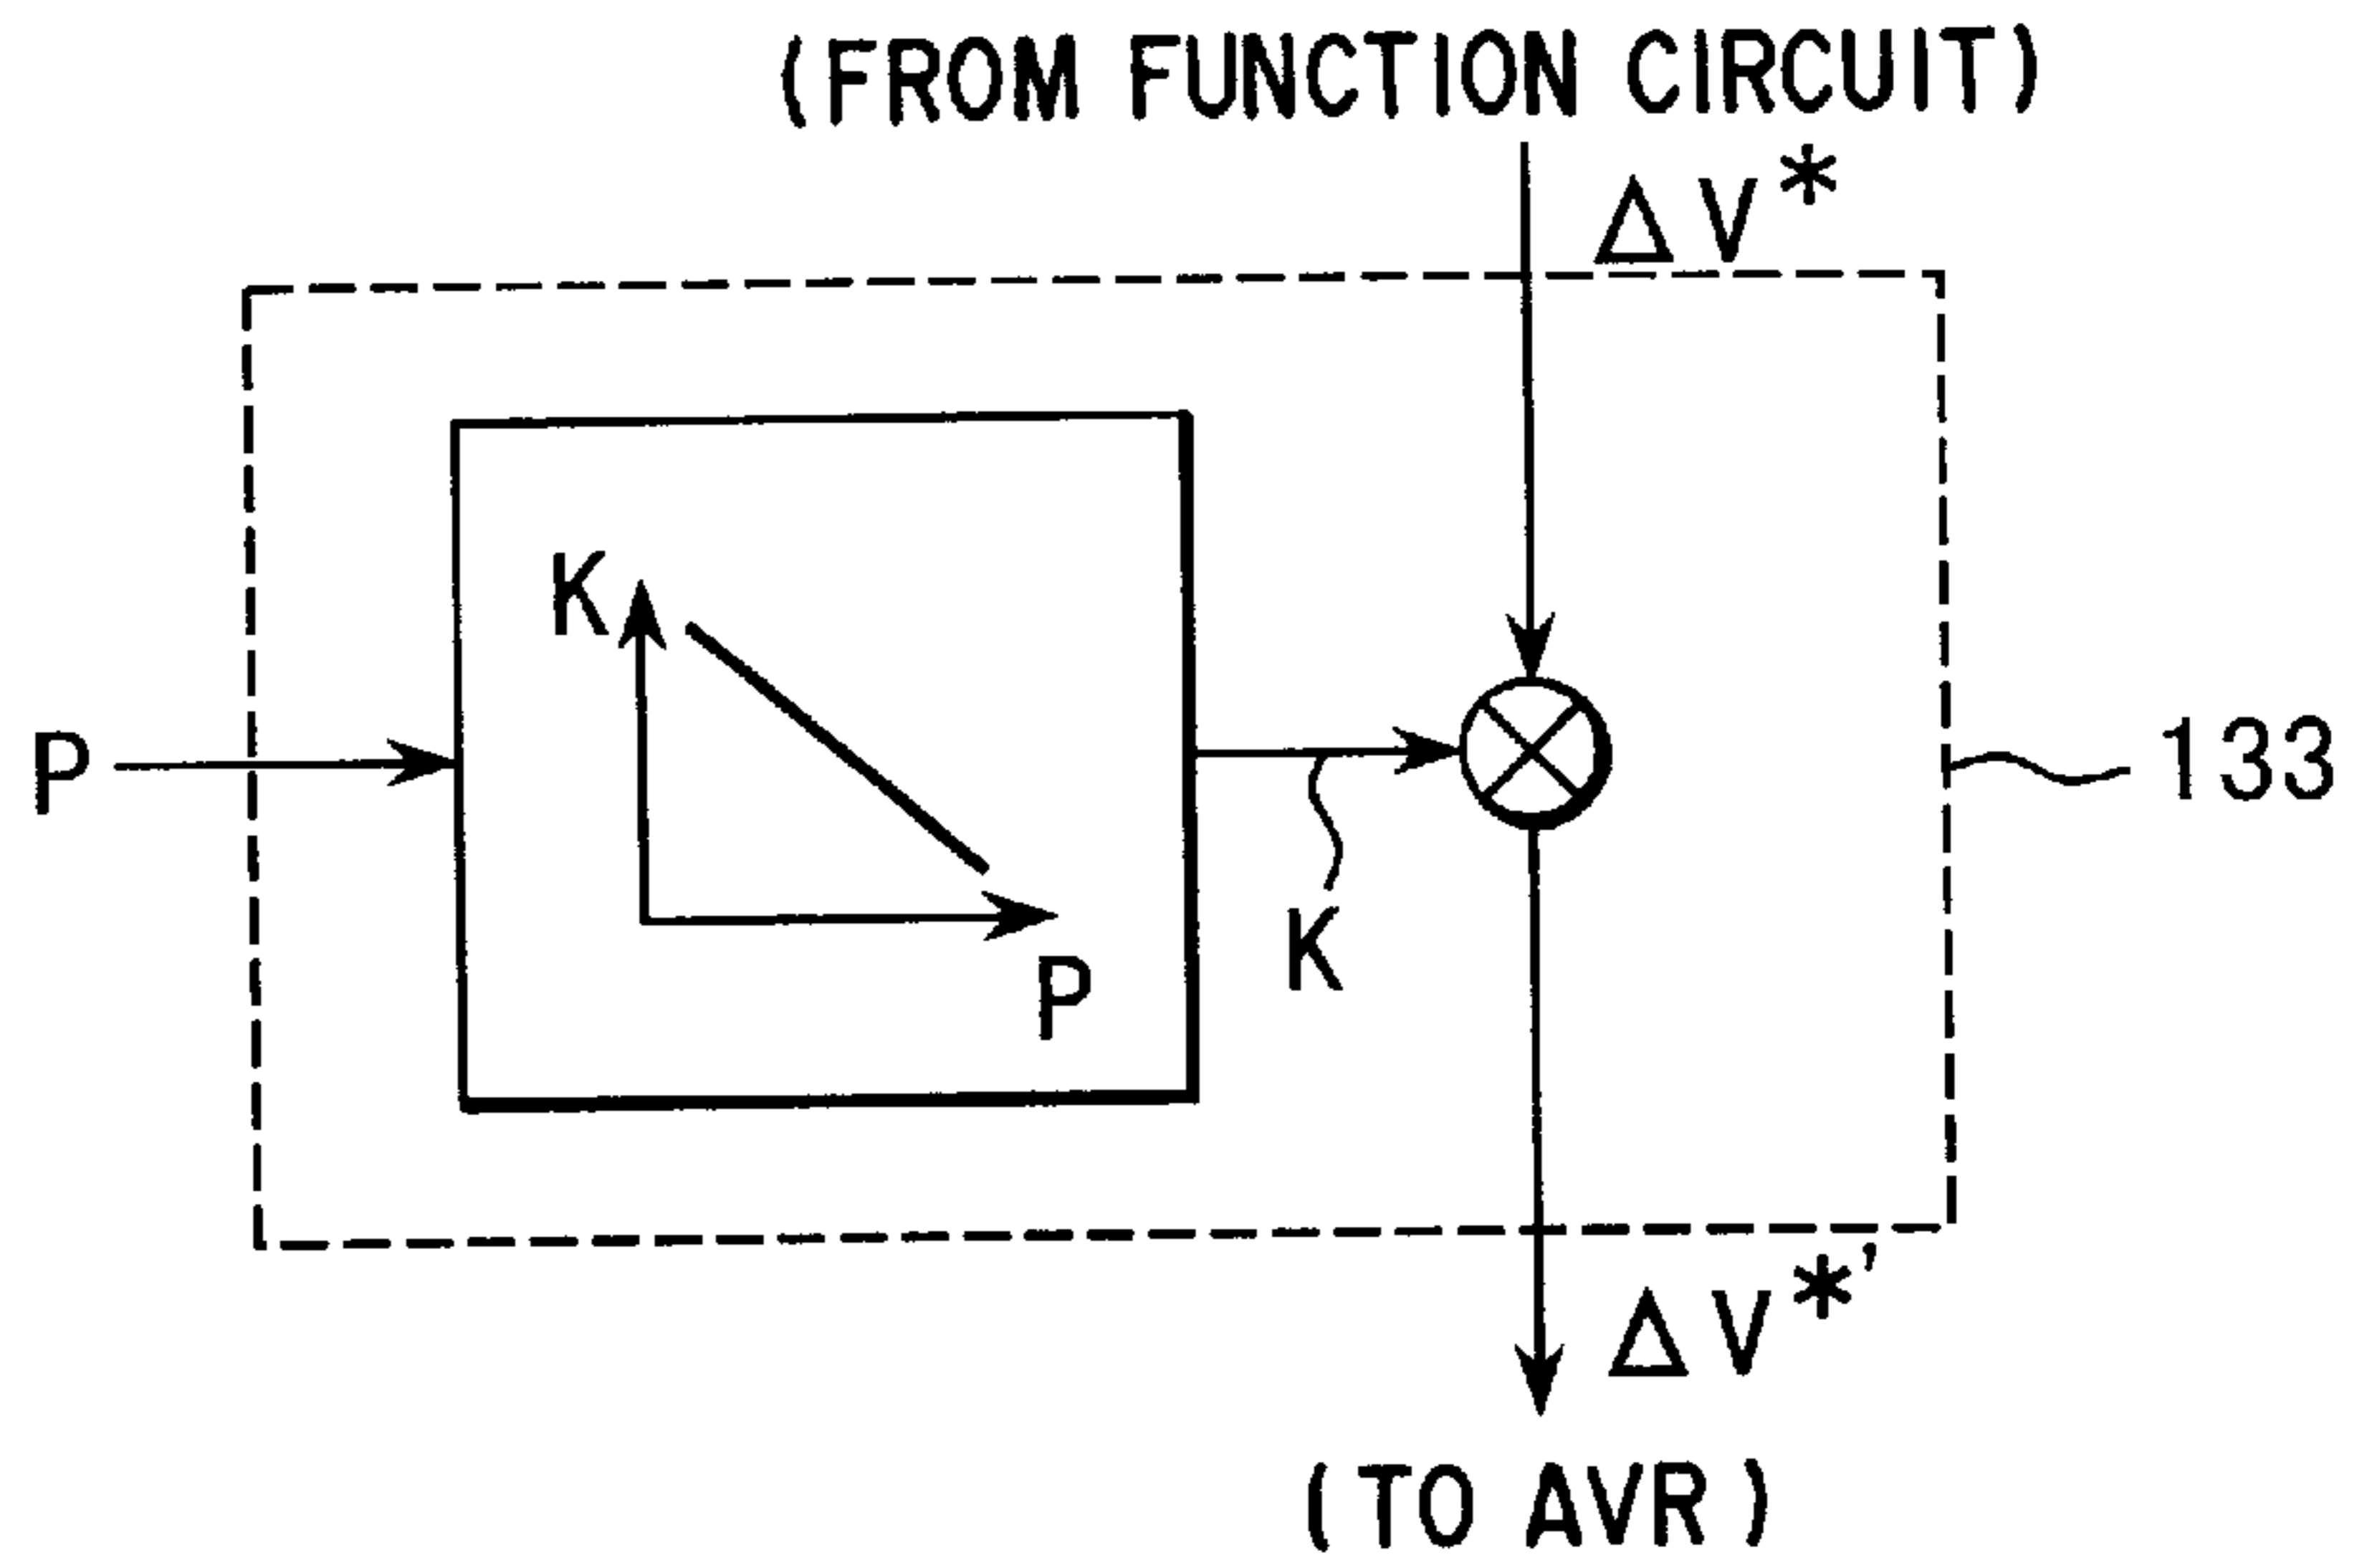 (FROM FUNCTION CIRCUIT)
ΔV*
K
P
133
K
P
ΔV*'
(TO AVR)